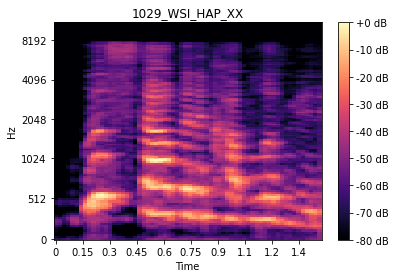 1029_WSI_HAP_XX
Hz
8192
4096
2048
1024
512
0
0 0.15 0.3 0.45 0.6 0.75 0.9 1.1 1.2 1.4
Time
+0 dB
-10 dB
-20 dB
-30 dB
-40 dB
-50 dB
-60 dB
-70 dB
-80 dB